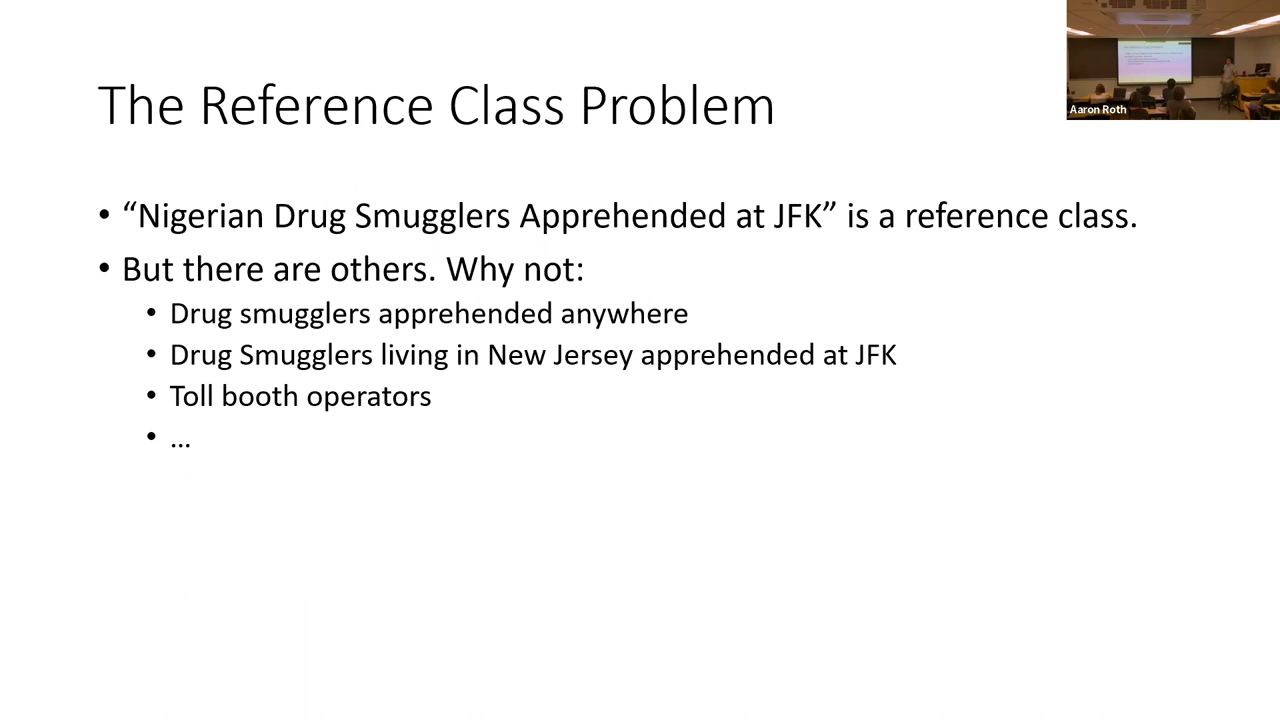 The Reference Class Problem
Aaron Roth
• “Nigerian Drug Smugglers Apprehended at JFK” is a reference class.
• But there are others. Why not:
• Drug smugglers apprehended anywhere
• Drug Smugglers living in New Jersey apprehended at JFK
• Toll booth operators
• …